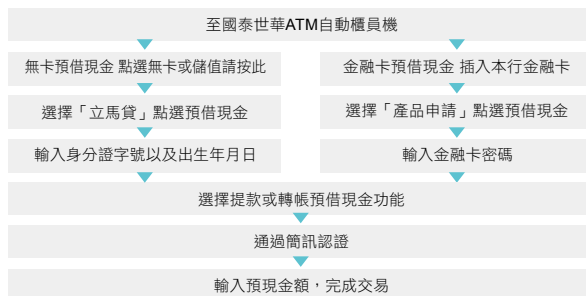 至國泰世華ATM自動櫃員機
無卡預借現金 點選無卡或儲值請按此
金融卡預借現金 插入本行金融卡
選擇「立馬貸」點選預借現金
選擇「產品申請」點選預借現金
輸入身分證字號以及出生年月日
輸入金融卡密碼
選擇提款或轉帳預借現金功能
通過簡訊認證
輸入預現金額，完成交易